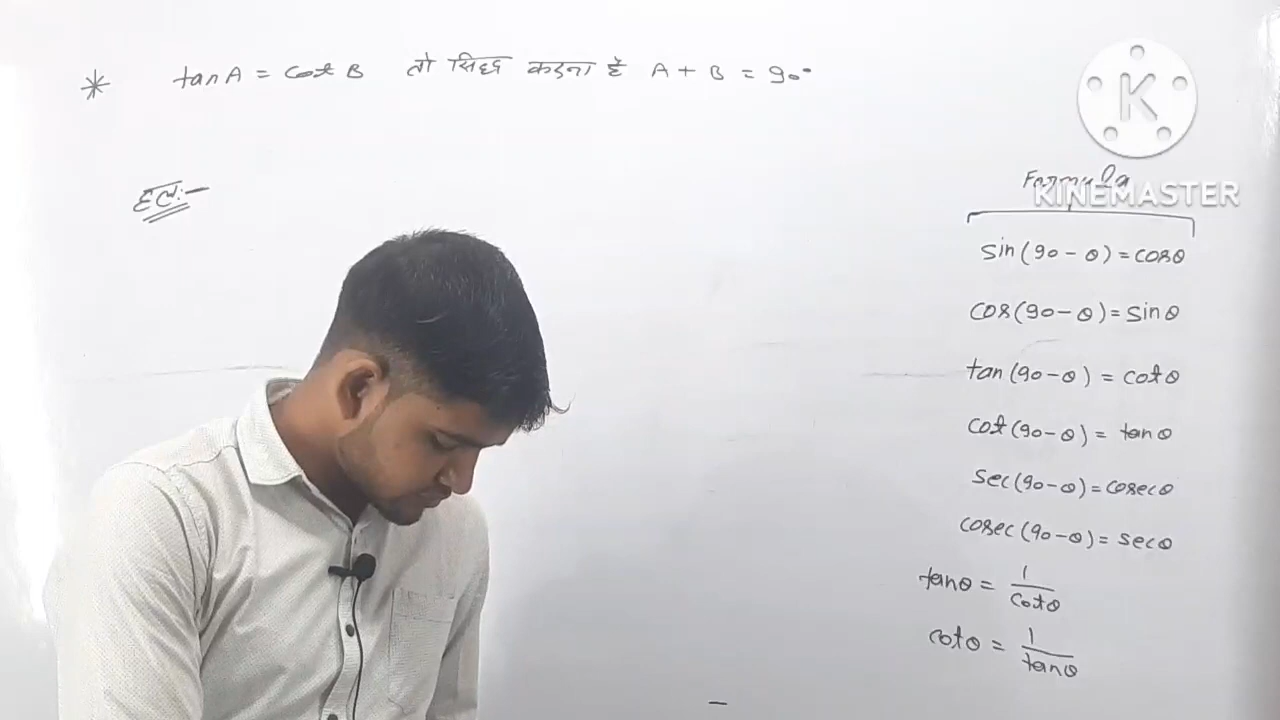 * tanA = cot B तो सिद्ध करना है A + B = 90°
हल:-
Formula
KINEMASTER
sin(90 - θ) = cosθ
cos(90 - θ) = sinθ
tan(90 - θ) = cotθ
cot(90 - θ) = tanθ
sec(90 - θ) = cosecθ
cosec(90 - θ) = secθ
tanθ = 1/cotθ
cotθ = 1/tanθ